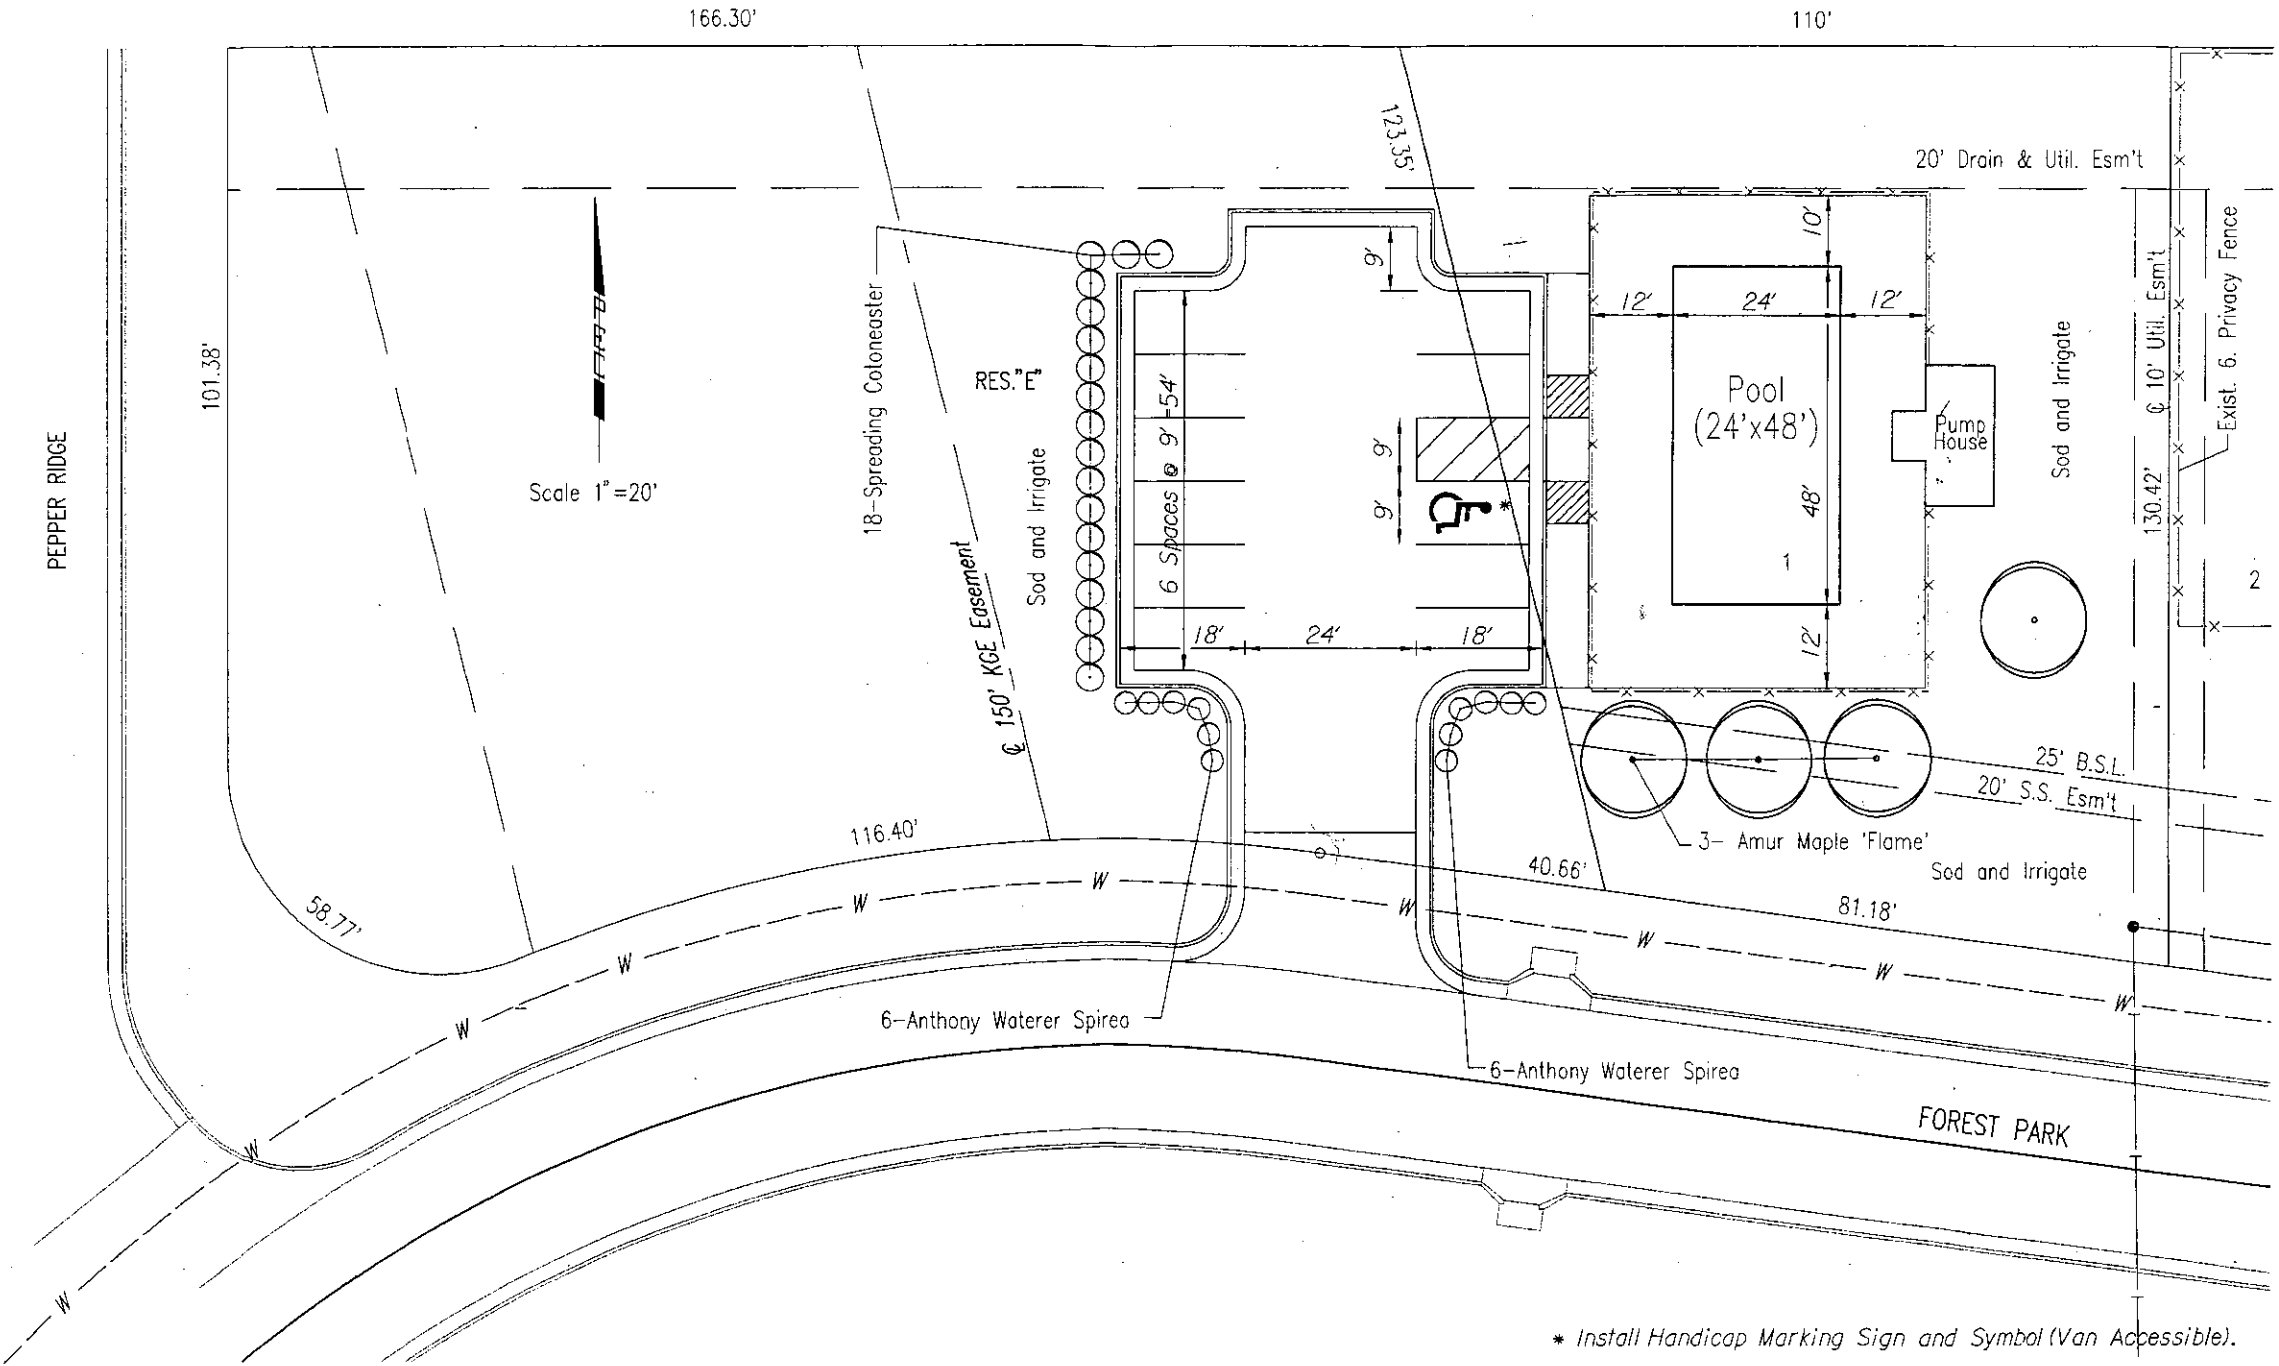 166.30'
110'
123.35'
20' Drain & Util. Esm't
10'
9'
12'
24'
12'
Pool
(24'x48')
48'
1
12'
Pump
House
Sod and Irrigate
℄ 10' Util. Esm't
130.42'
Exist. 6. Privacy Fence
2
101.38'
PEPPER RIDGE
Scale 1"=20'
18-Spreading Cotoneaster
RES."E"
Sod and Irrigate
℄ 150' KGE Easement
6 Spaces @ 9'=54'
9'
9'
*
18'
24'
18'
25' B.S.L.
20' S.S. Esm't
3- Amur Maple 'Flame'
Sod and Irrigate
116.40'
40.66'
81.18'
58.77'
W
W
W
W
W
W
W
W
W
W
6-Anthony Waterer Spirea
6-Anthony Waterer Spirea
FOREST PARK
* Install Handicap Marking Sign and Symbol (Van Accessible).